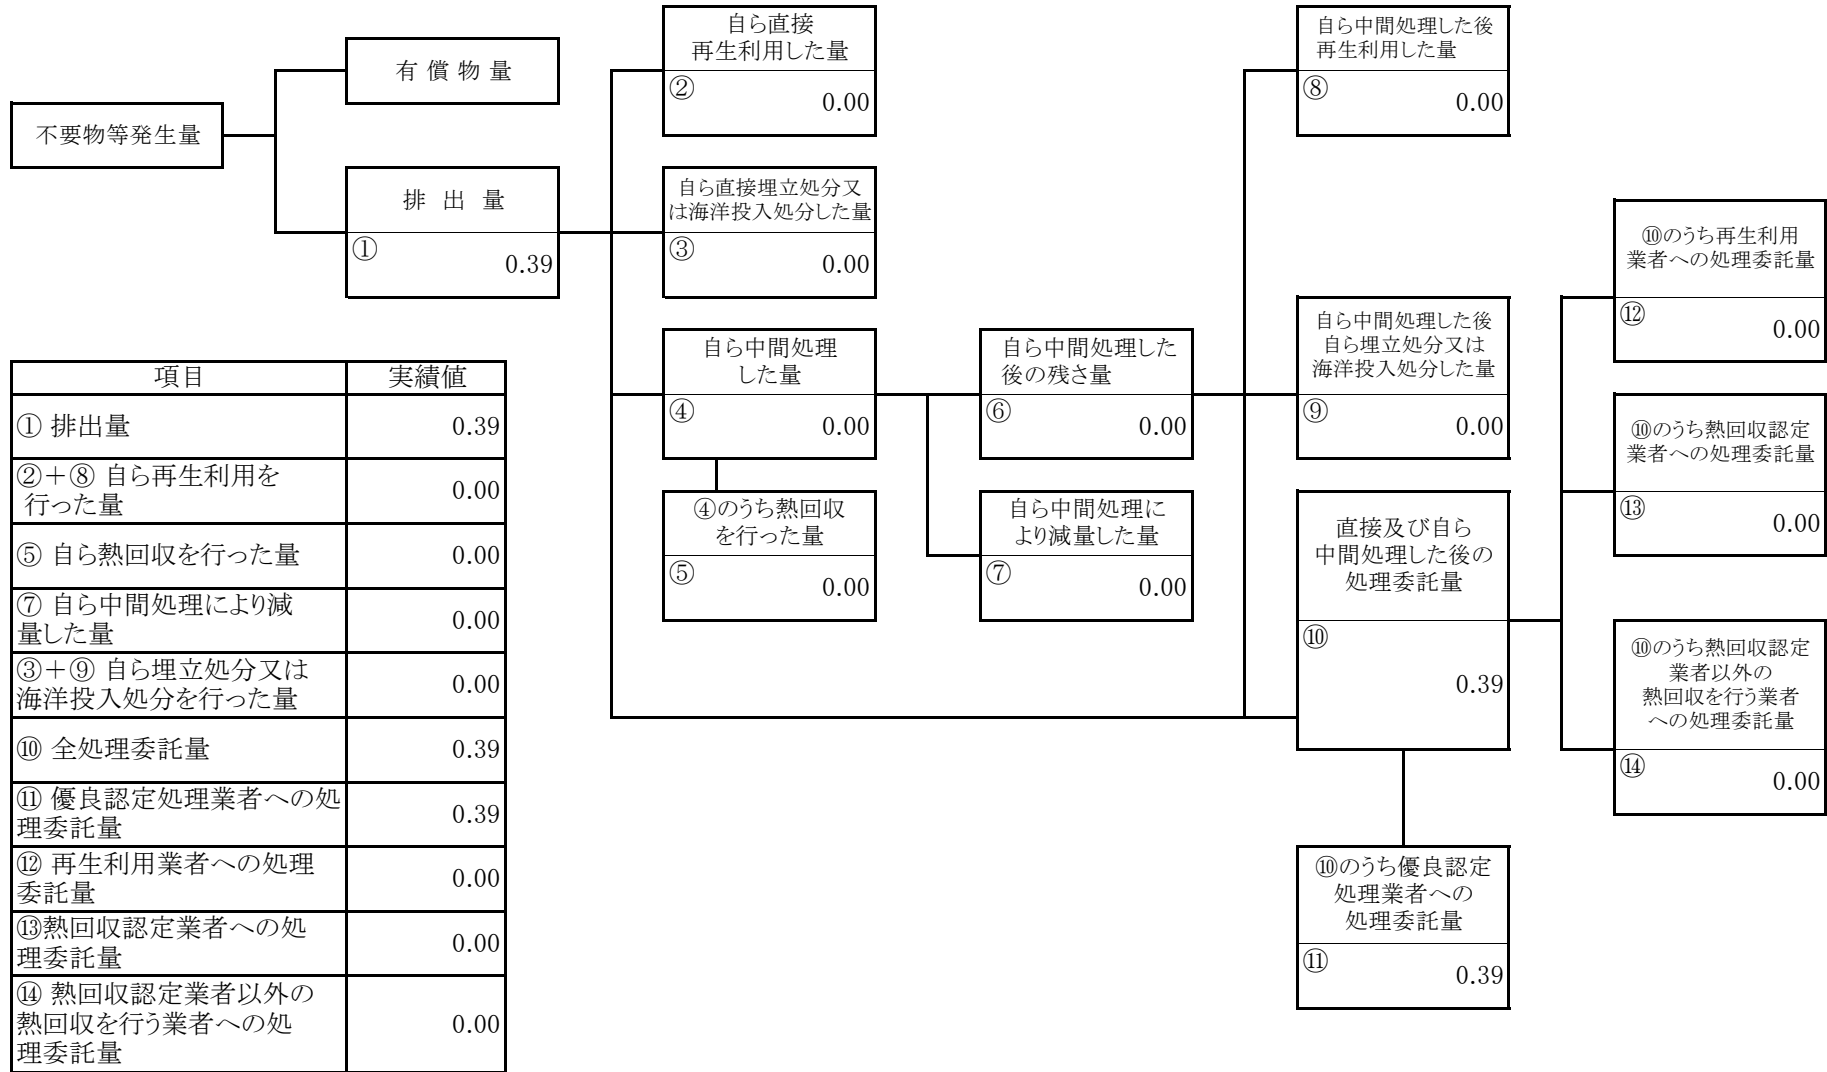 不要物等発生量
有償物量
排出量
①
0.39
自ら直接
再生利用した量
②
0.00
自ら直接埋立処分又
は海洋投入処分した量
③
0.00
自ら中間処理
した量
④
0.00
④のうち熱回収
を行った量
⑤
0.00
自ら中間処理した
後の残さ量
⑥
0.00
自ら中間処理に
より減量した量
⑦
0.00
自ら中間処理した後
再生利用した量
⑧
0.00
自ら中間処理した後
自ら埋立処分又は
海洋投入処分した量
⑨
0.00
直接及び自ら
中間処理した後の
処理委託量
⑩
0.39
⑩のうち優良認定
処理業者への
処理委託量
⑪
0.39
⑩のうち再生利用
業者への処理委託量
⑫
0.00
⑩のうち熱回収認定
業者への処理委託量
⑬
0.00
⑩のうち熱回収認定
業者以外の
熱回収を行う業者
への処理委託量
⑭
0.00
項目 実績値
① 排出量 0.39
②+⑧ 自ら再生利用を
行った量 0.00
⑤ 自ら熱回収を行った量 0.00
⑦ 自ら中間処理により減
量した量 0.00
③+⑨ 自ら埋立処分又は
海洋投入処分を行った量 0.00
⑩ 全処理委託量 0.39
⑪ 優良認定処理業者への処
理委託量 0.39
⑫ 再生利用業者への処理
委託量 0.00
⑬熱回収認定業者への処
理委託量 0.00
⑭ 熱回収認定業者以外の
熱回収を行う業者への処
理委託量 0.00